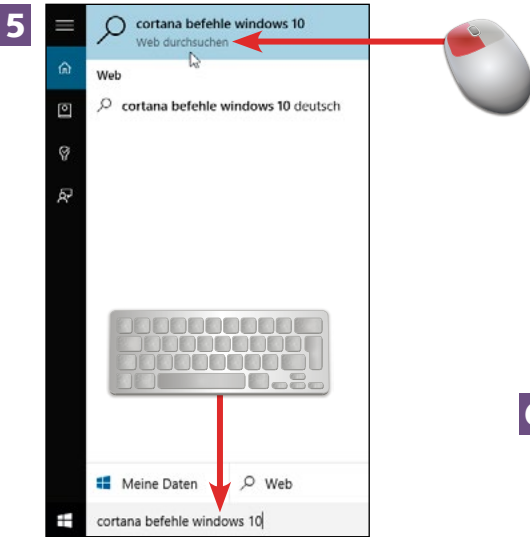 5
cortana befehle windows 10
Web durchsuchen
Web
cortana befehle windows 10 deutsch
Meine Daten
Web
cortana befehle windows 10